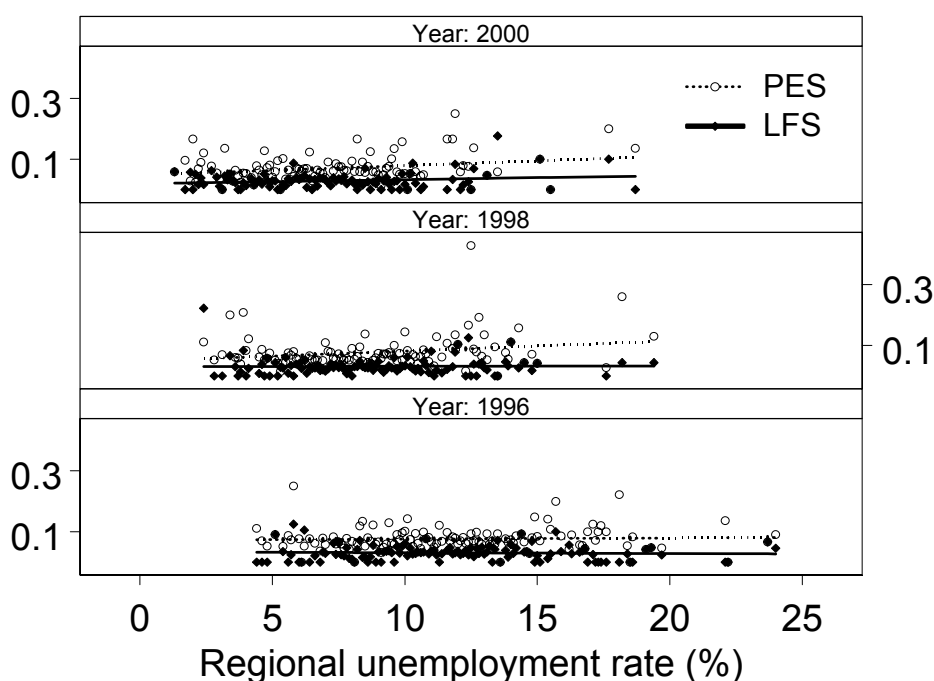 Year: 2000
PES
LFS
0.3
0.1
Year: 1998
0.3
0.1
Year: 1996
0.3
0.1
0 5 10 15 20 25
Regional unemployment rate (%)